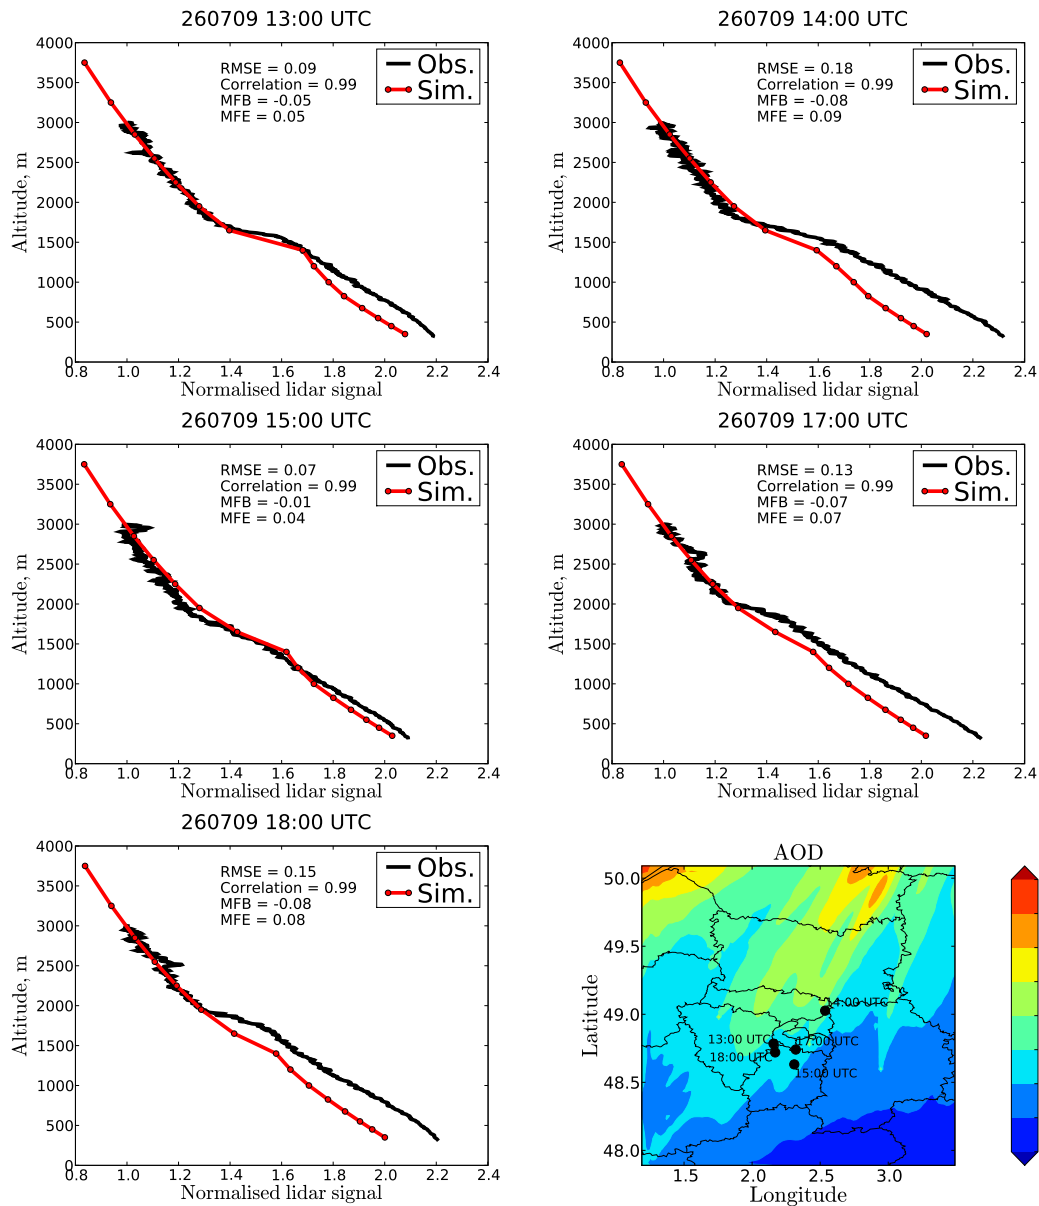 260709 13:00 UTC
RMSE = 0.09
Correlation = 0.99
MFB = -0.05
MFE = 0.05
Obs.
Sim.
4000
3500
3000
2500
2000
1500
1000
500
0
Altitude, m
0.8 1.0 1.2 1.4 1.6 1.8 2.0 2.2 2.4
Normalised lidar signal
260709 14:00 UTC
RMSE = 0.18
Correlation = 0.99
MFB = -0.08
MFE = 0.09
Obs.
Sim.
4000
3500
3000
2500
2000
1500
1000
500
0
Altitude, m
0.8 1.0 1.2 1.4 1.6 1.8 2.0 2.2 2.4
Normalised lidar signal
260709 15:00 UTC
RMSE = 0.07
Correlation = 0.99
MFB = -0.01
MFE = 0.04
Obs.
Sim.
4000
3500
3000
2500
2000
1500
1000
500
0
Altitude, m
0.8 1.0 1.2 1.4 1.6 1.8 2.0 2.2 2.4
Normalised lidar signal
260709 17:00 UTC
RMSE = 0.13
Correlation = 0.99
MFB = -0.07
MFE = 0.07
Obs.
Sim.
4000
3500
3000
2500
2000
1500
1000
500
0
Altitude, m
0.8 1.0 1.2 1.4 1.6 1.8 2.0 2.2 2.4
Normalised lidar signal
260709 18:00 UTC
RMSE = 0.15
Correlation = 0.99
MFB = -0.08
MFE = 0.08
Obs.
Sim.
4000
3500
3000
2500
2000
1500
1000
500
0
Altitude, m
0.8 1.0 1.2 1.4 1.6 1.8 2.0 2.2 2.4
Normalised lidar signal
AOD
50.0
49.5
49.0
48.5
48.0
Latitude
14:00 UTC
13:00 UTC
17:00 UTC
18:00 UTC
15:00 UTC
1.5 2.0 2.5 3.0
Longitude